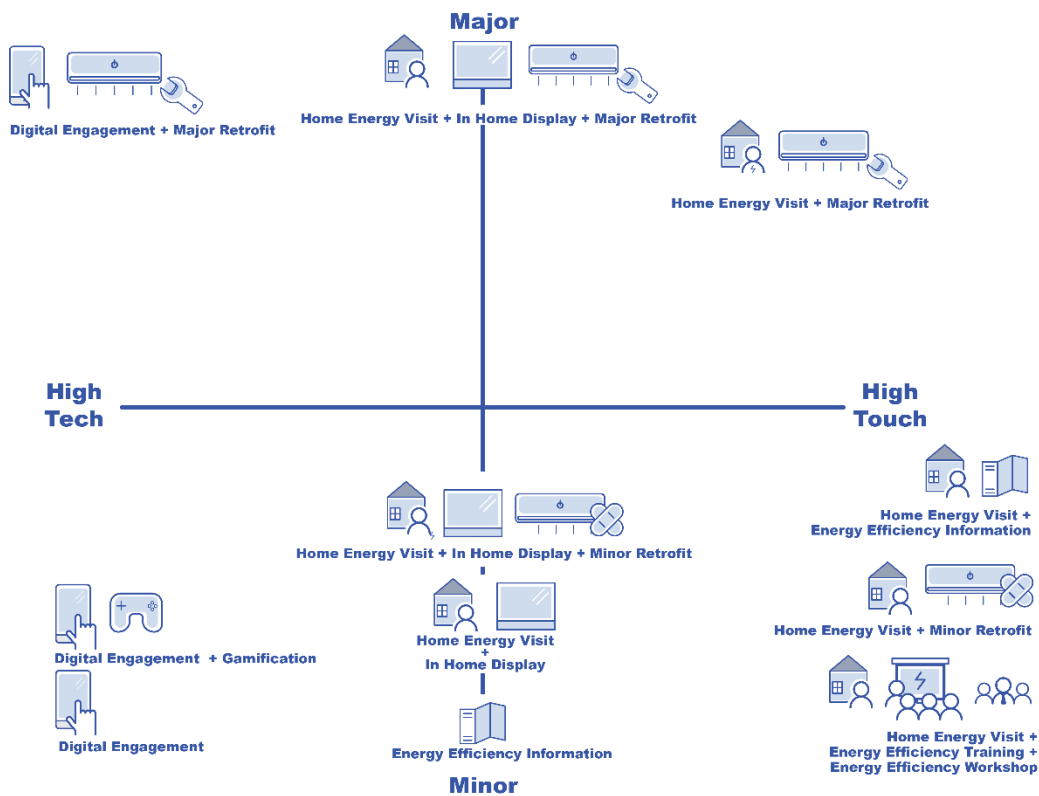 Major
Digital Engagement + Major Retrofit
Home Energy Visit + In Home Display + Major Retrofit
Home Energy Visit + Major Retrofit
High
Tech
High
Touch
Home Energy Visit +
Energy Efficiency Information
Home Energy Visit + In Home Display + Minor Retrofit
Home Energy Visit + Minor Retrofit
Home Energy Visit
+
In Home Display
Digital Engagement + Gamification
Digital Engagement
Energy Efficiency Information
Home Energy Visit +
Energy Efficiency Training +
Energy Efficiency Workshop
Minor